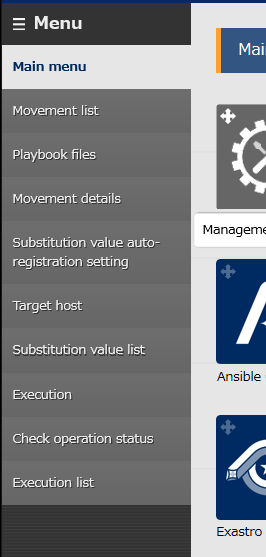 Menu
Main menu
Movement list
Playbook files
Movement details
Substitution value auto-
registration setting
Target host
Substitution value list
Execution
Check operation status
Execution list
Mai
Manageme
Ansible
Exastro